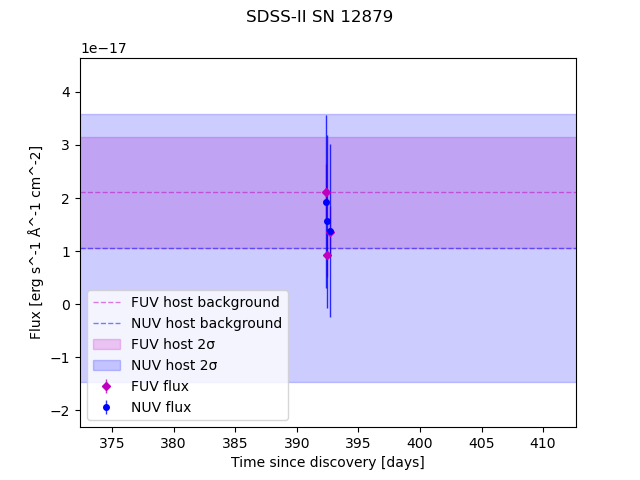 SDSS-II SN 12879
1e−17
4
3
2
1
0
−1
−2
Flux [erg s^-1 Å^-1 cm^-2]
FUV host background
NUV host background
FUV host 2σ
NUV host 2σ
FUV flux
NUV flux
375 380 385 390 395 400 405 410
Time since discovery [days]